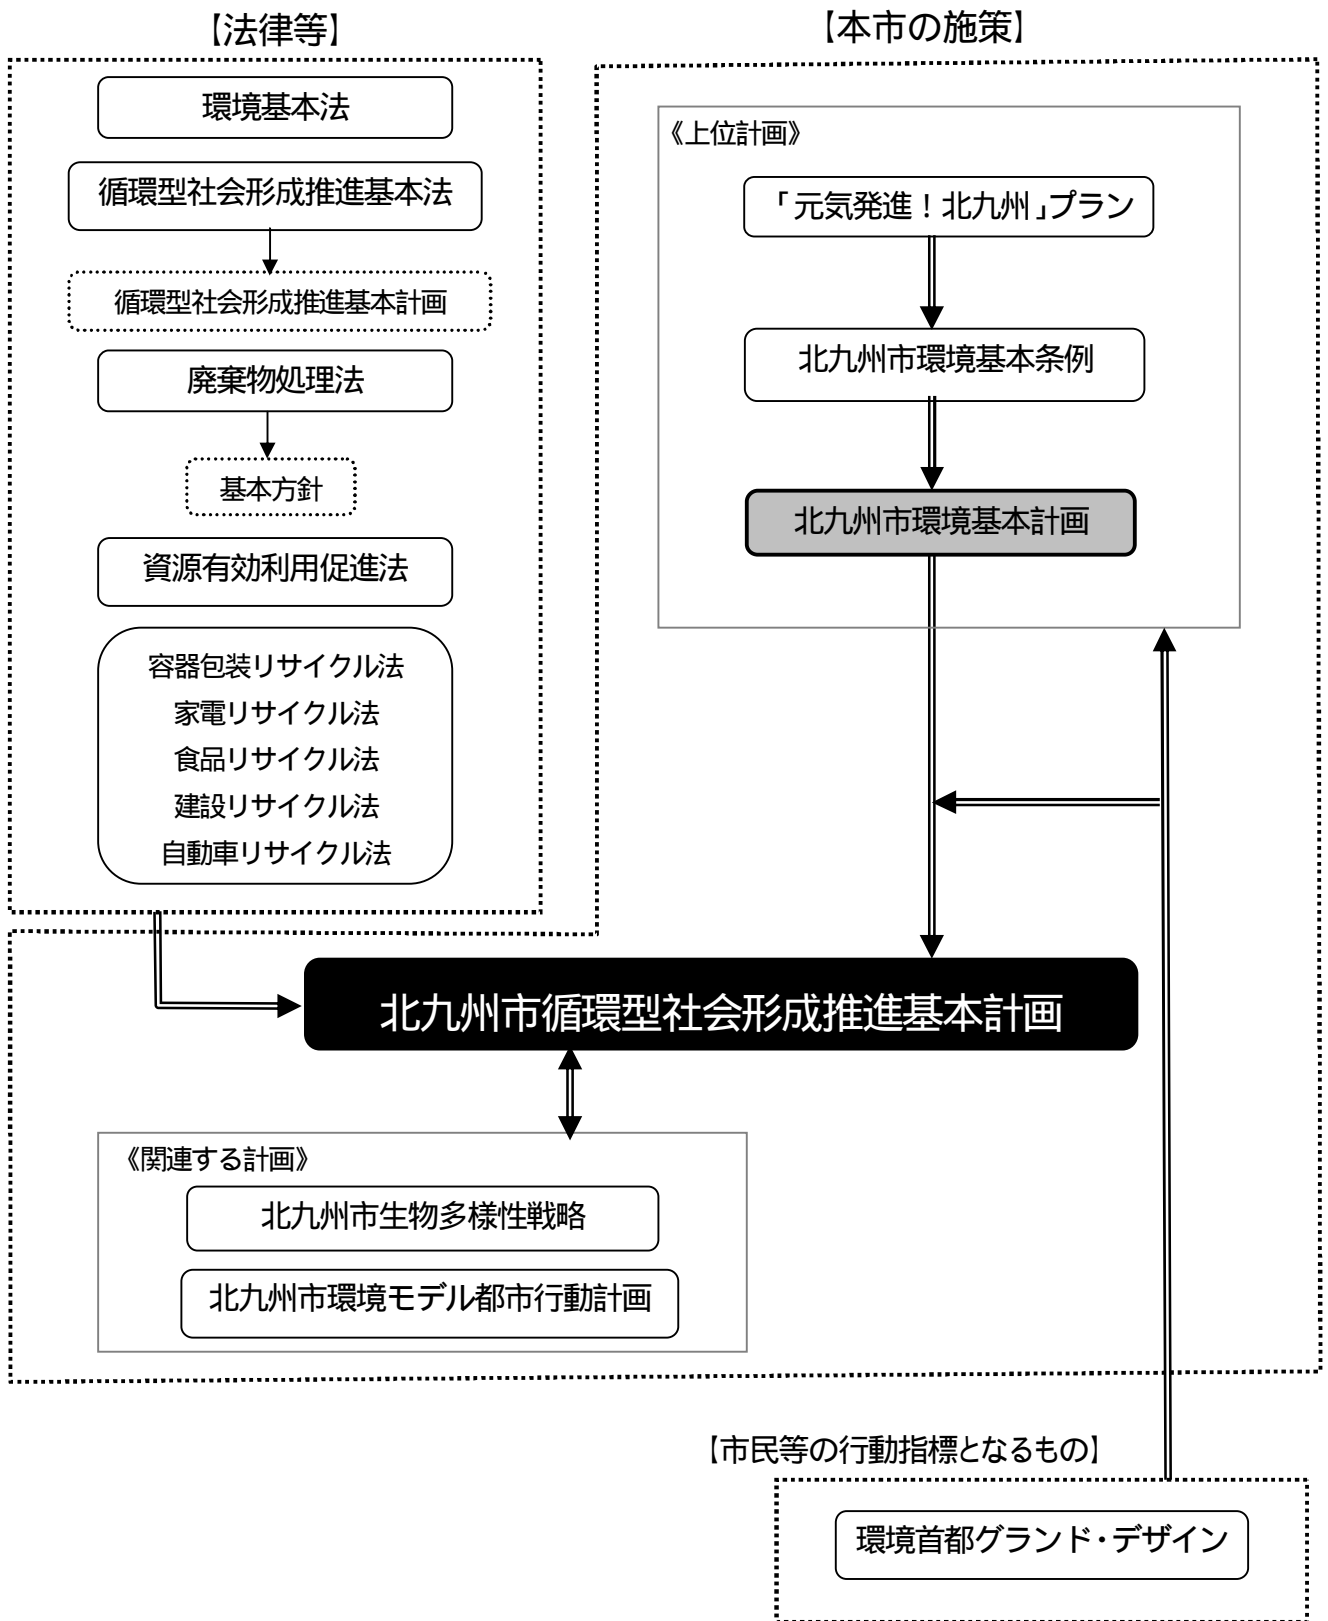 【法律等】
環境基本法
循環型社会形成推進基本法
循環型社会形成推進基本計画
廃棄物処理法
基本方針
資源有効利用促進法
容器包装リサイクル法
家電リサイクル法
食品リサイクル法
建設リサイクル法
自動車リサイクル法
【本市の施策】
《上位計画》
「元気発進！北九州」プラン
北九州市環境基本条例
北九州市環境基本計画
北九州市循環型社会形成推進基本計画
《関連する計画》
北九州市生物多様性戦略
北九州市環境モデル都市行動計画
【市民等の行動指標となるもの】
環境首都グランド・デザイン